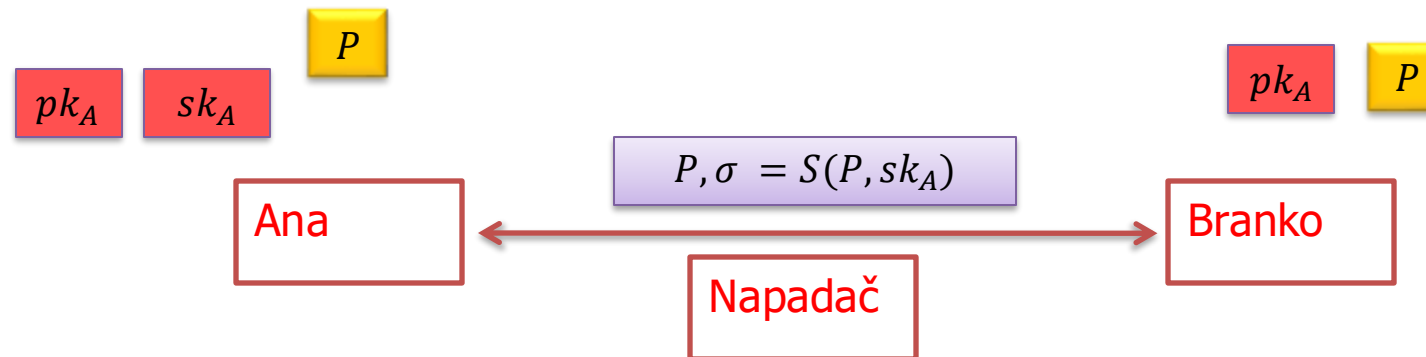 P
pk_A
sk_A
pk_A
P
P, σ = S(P, sk_A)
Ana
Branko
Napadač